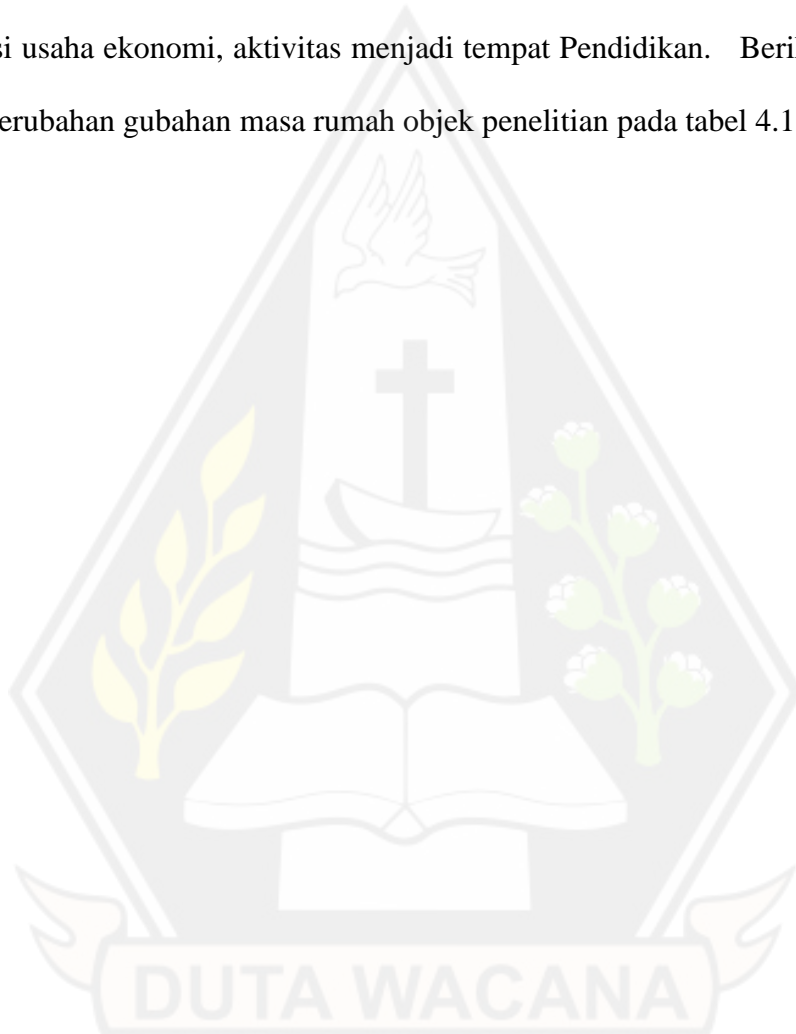 si usaha ekonomi, aktivitas menjadi tempat Pendidikan. Beri
erubahan gubahan masa rumah objek penelitian pada tabel 4.1
DUTA WACANA